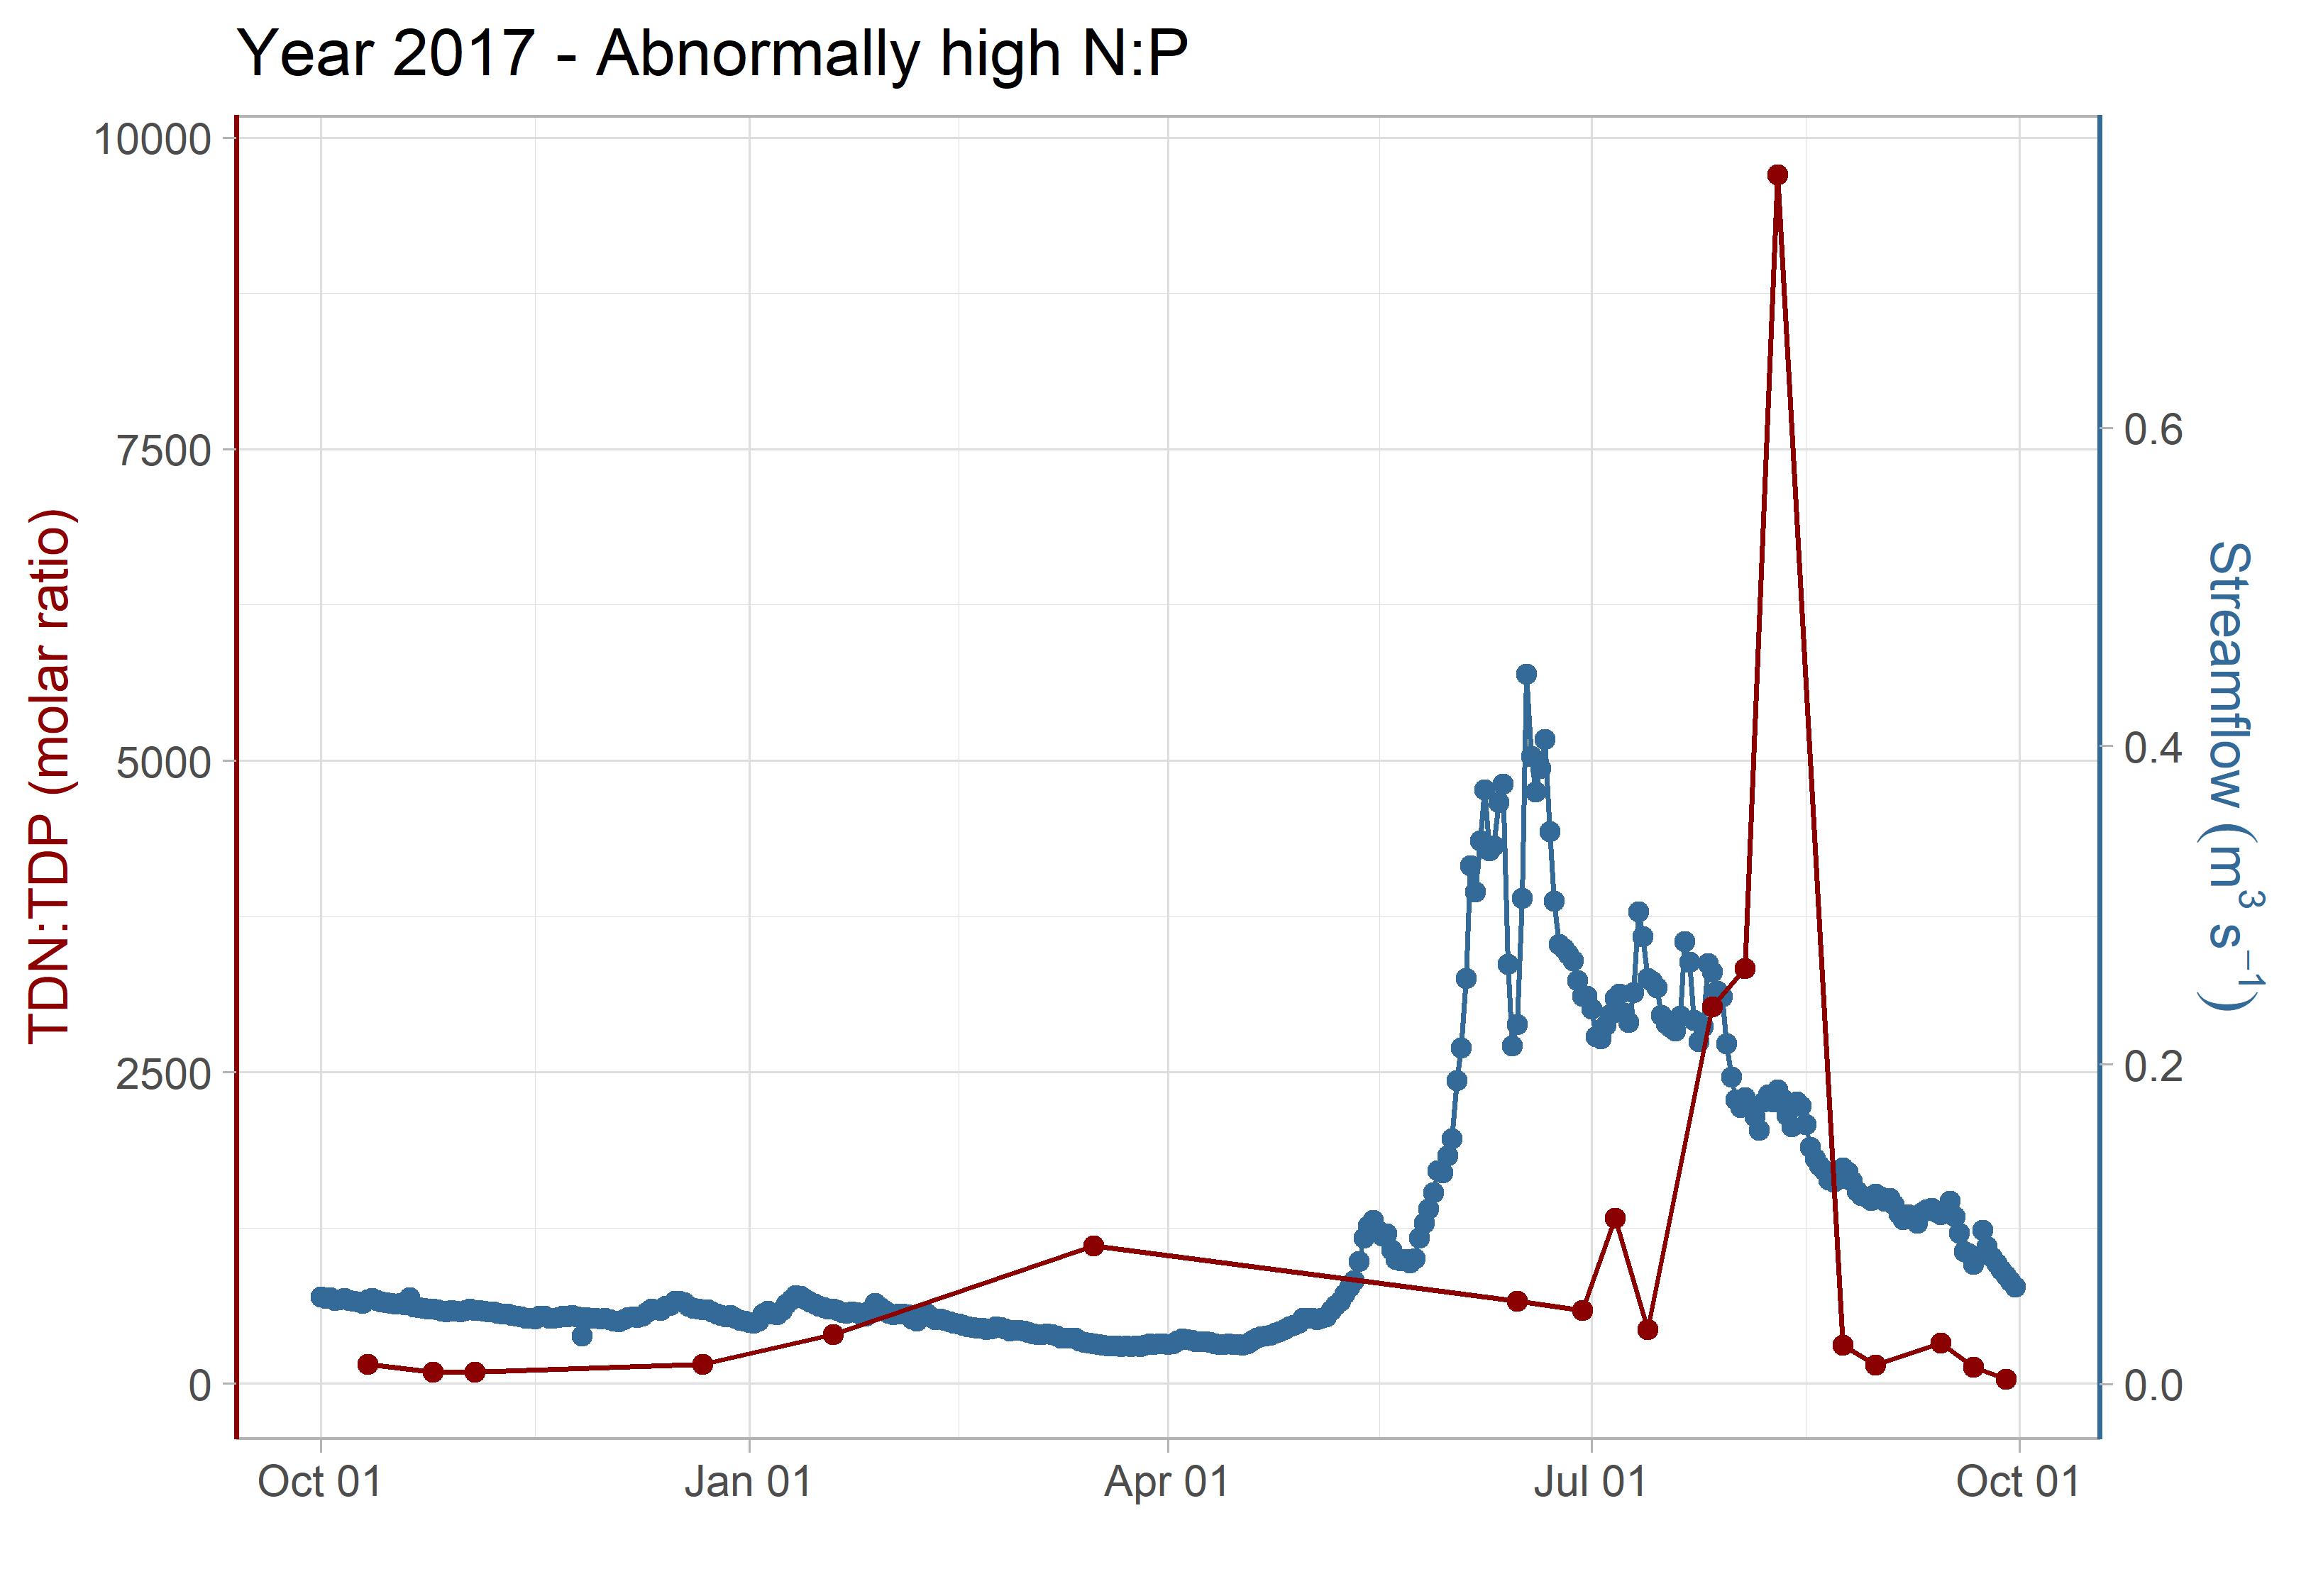 Year 2017 - Abnormally high N:P
10000
7500
5000
2500
0
TDN:TDP (molar ratio)
0.6
0.4
0.2
0.0
Streamflow (m³ s⁻¹)
Oct 01
Jan 01
Apr 01
Jul 01
Oct 01